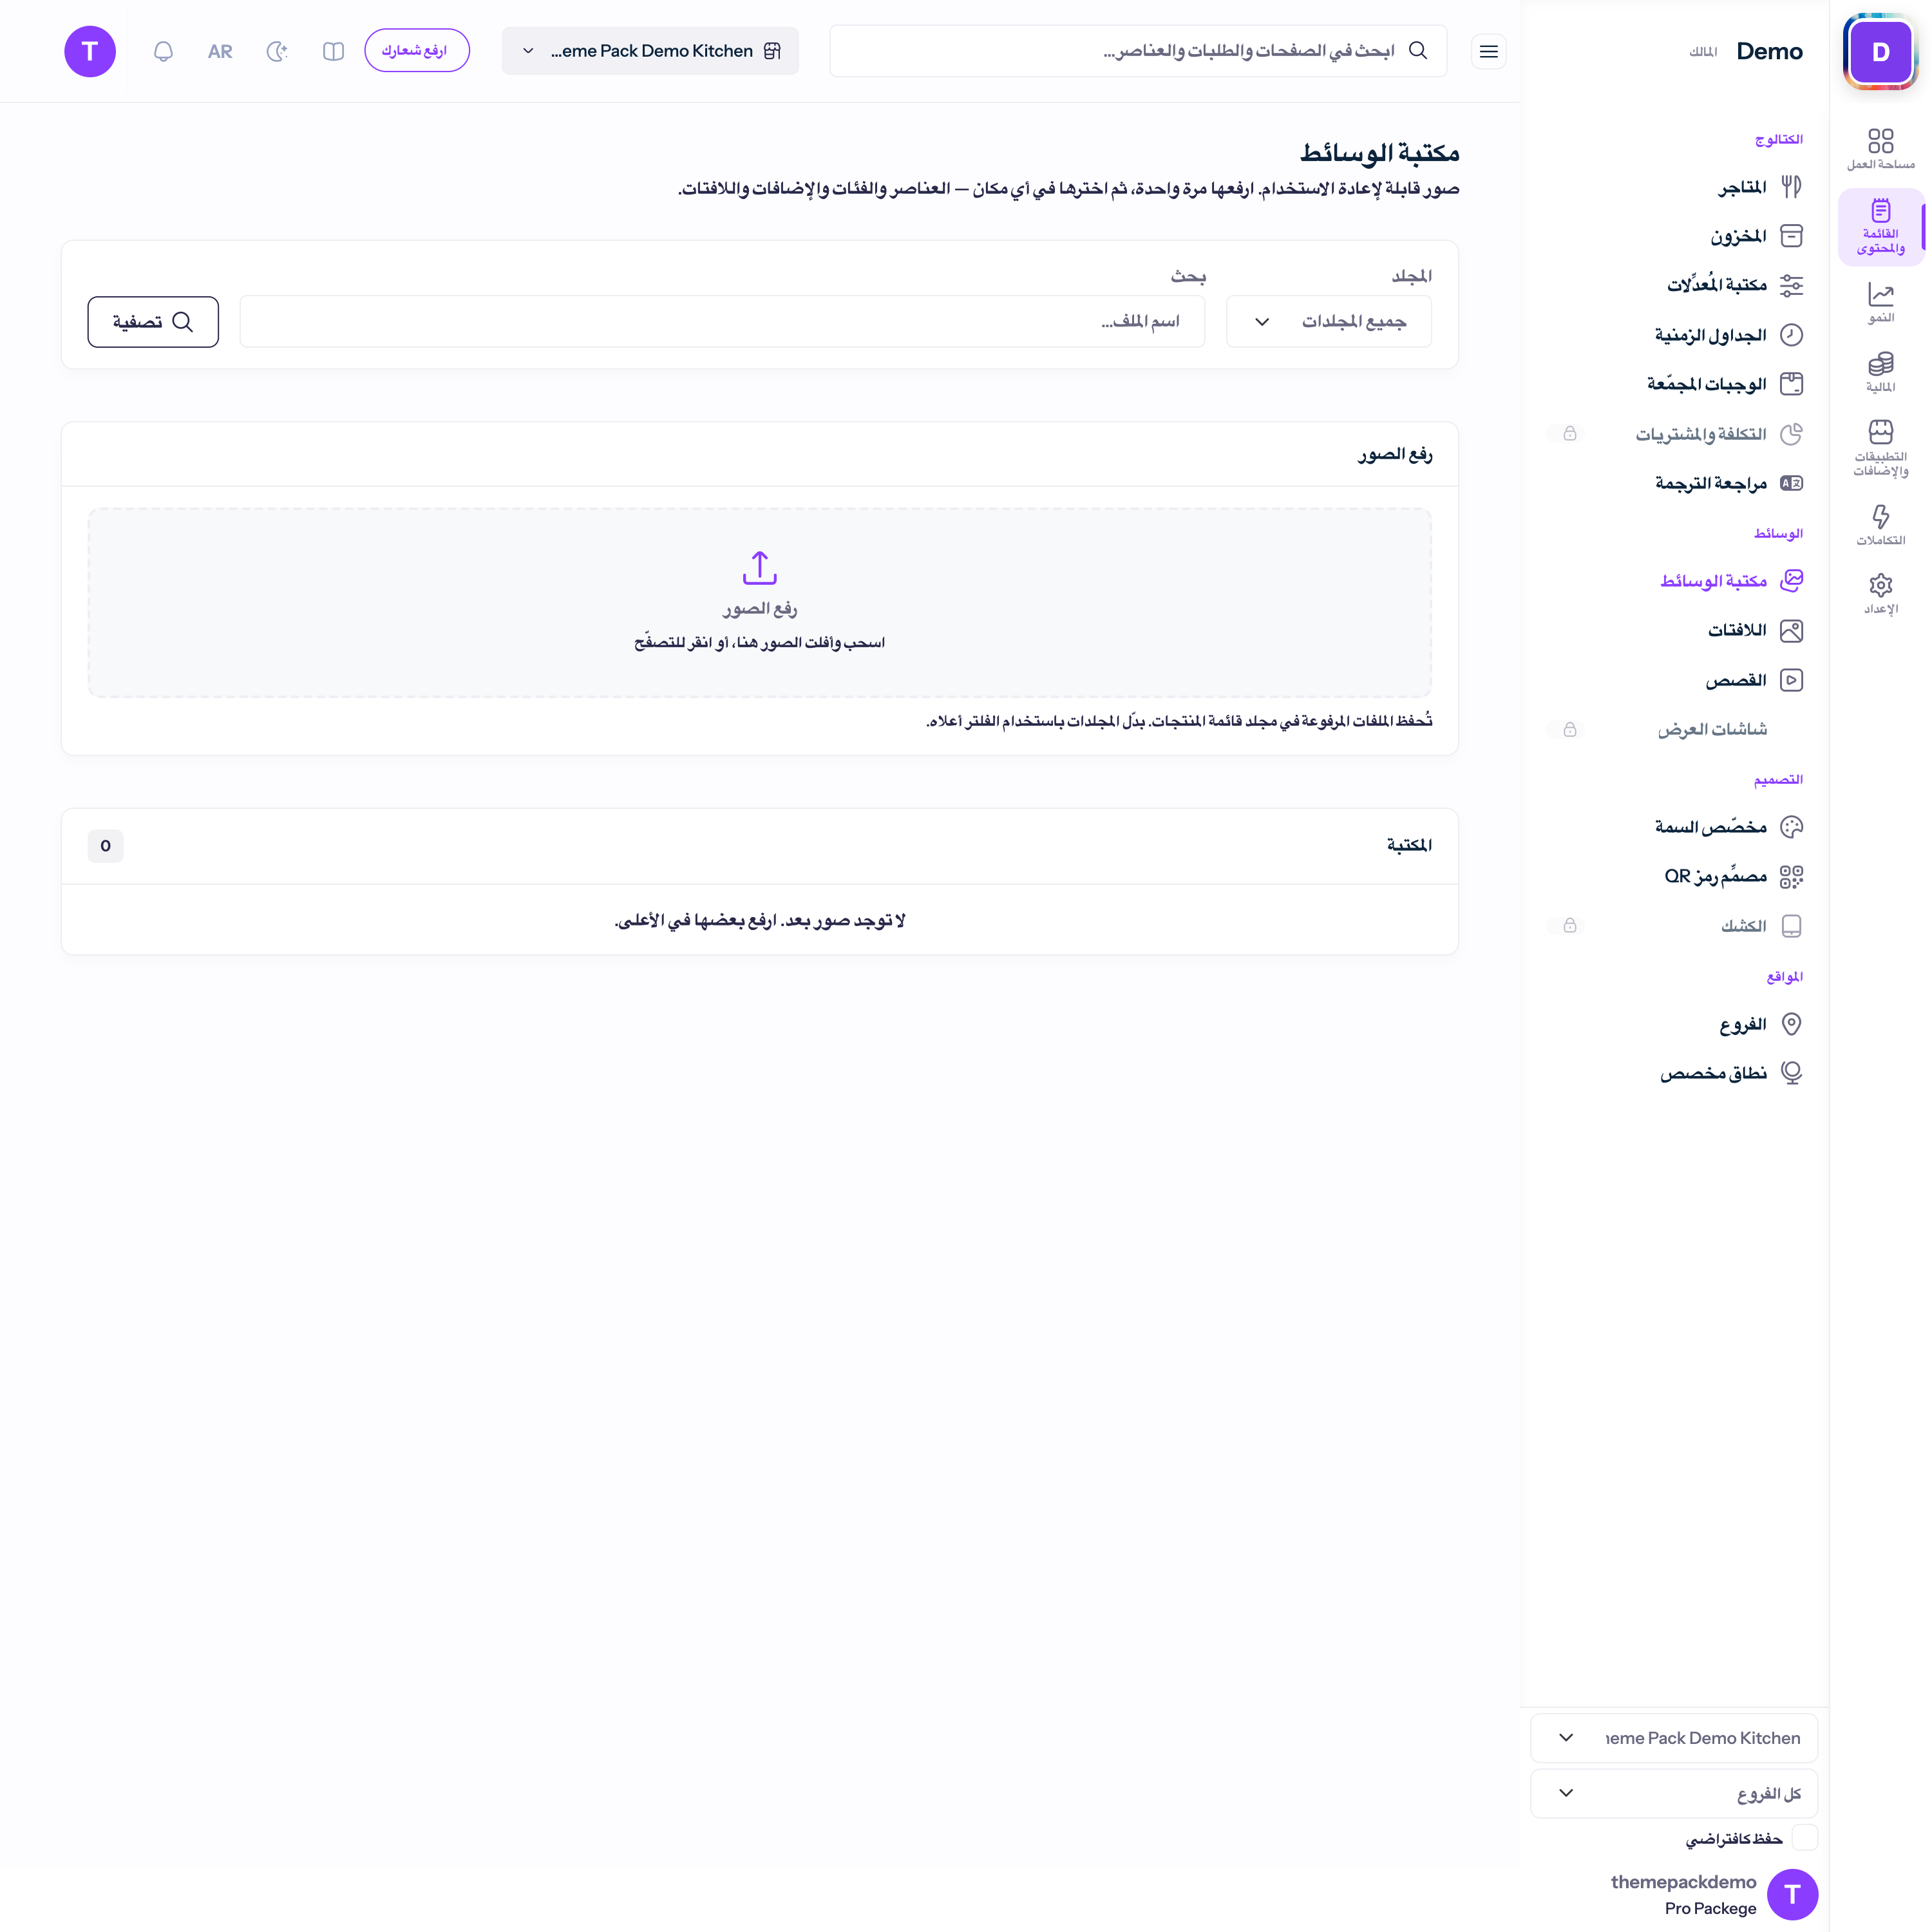 D
مساحة العمل
القائمة
والمحتوى
النمو
المالية
التطبيقات
والإضافات
التكاملات
الإعداد
Demo المالك
الكتالوج
المتاجر
المخزون
مكتبة المُعدِّلات
الجداول الزمنية
الوجبات المجمّعة
التكلفة والمشتريات
مراجعة الترجمة
الوسائط
مكتبة الوسائط
اللافتات
القصص
شاشات العرض
التصميم
مخصّص السمة
مصمِّم رمز QR
الكشك
المواقع
الفروع
نطاق مخصص
heme Pack Demo Kitchen
كل الفروع
حفظ كافتراضي
T
themepackdemo
Pro Packege
ابحث في الصفحات والطلبات والعناصر...
...eme Pack Demo Kitchen
ارفع شعارك
AR
T
مكتبة الوسائط
صور قابلة لإعادة الاستخدام. ارفعها مرة واحدة، ثم اخترها في أي مكان — العناصر والفئات والإضافات واللافتات.
المجلد
جميع المجلدات
بحث
اسم الملف...
تصفية
رفع الصور
رفع الصور
اسحب وأفلت الصور هنا، أو انقر للتصفّح
تُحفظ الملفات المرفوعة في مجلد قائمة المنتجات. بدّل المجلدات باستخدام الفلتر أعلاه.
المكتبة
0
لا توجد صور بعد. ارفع بعضها في الأعلى.